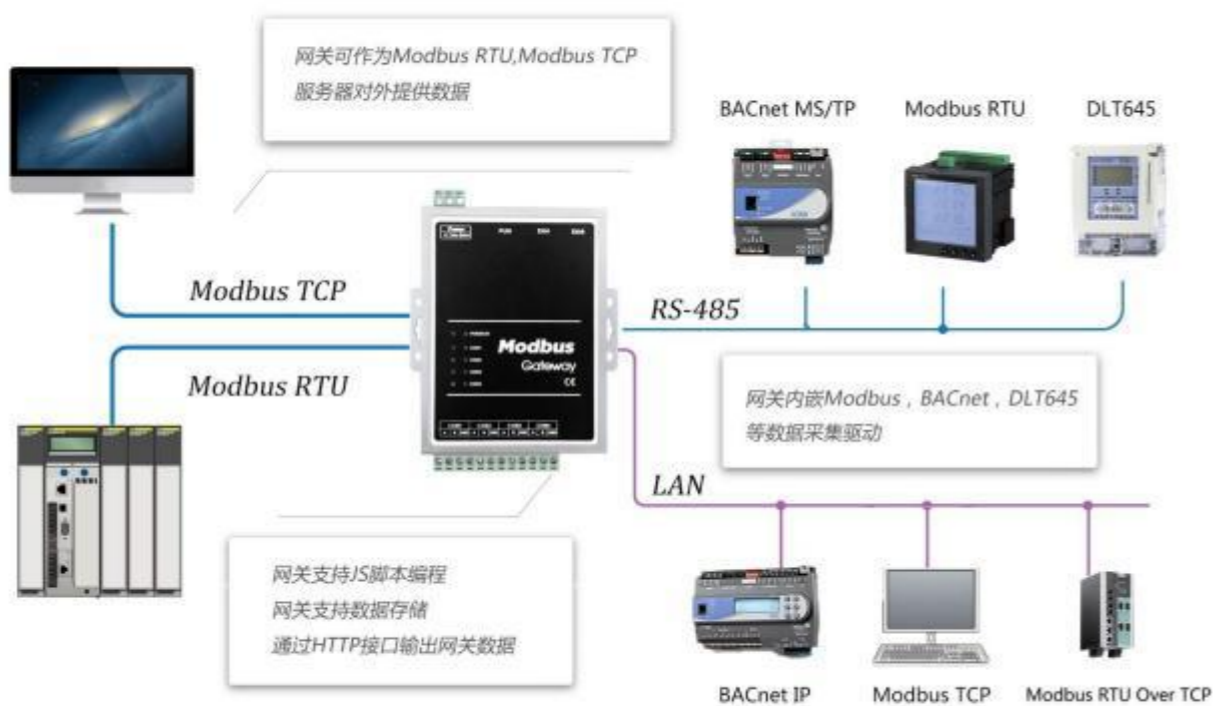 网关可作为Modbus RTU,Modbus TCP
服务器对外提供数据
BACnet MS/TP
Modbus RTU
DLT645
Modbus TCP
RS-485
Modbus
Gateway
CE
Modbus RTU
网关内嵌Modbus，BACnet，DLT645
等数据采集驱动
LAN
网关支持JS脚本编程
网关支持数据存储
通过HTTP接口输出网关数据
BACnet IP
Modbus TCP
Modbus RTU Over TCP